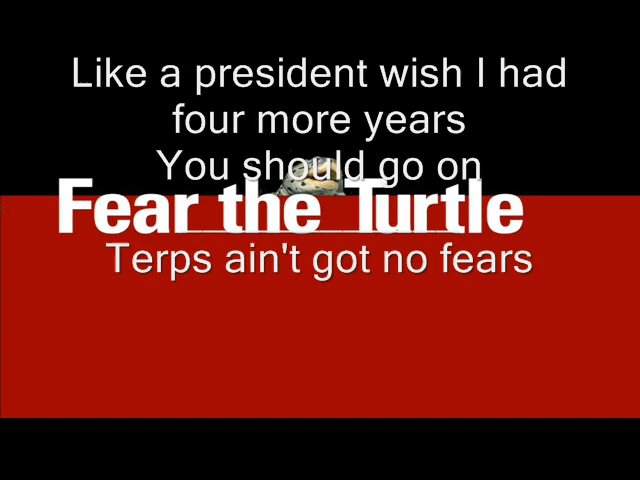 Like a president wish I had
four more years
You should go on
Fear the Turtle
____________________
Terps ain't got no fears